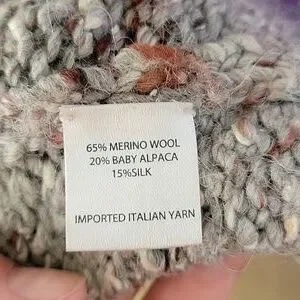 65% MERINO WOOL
20% BABY ALPACA
15%SILK
IMPORTED ITALIAN YARN